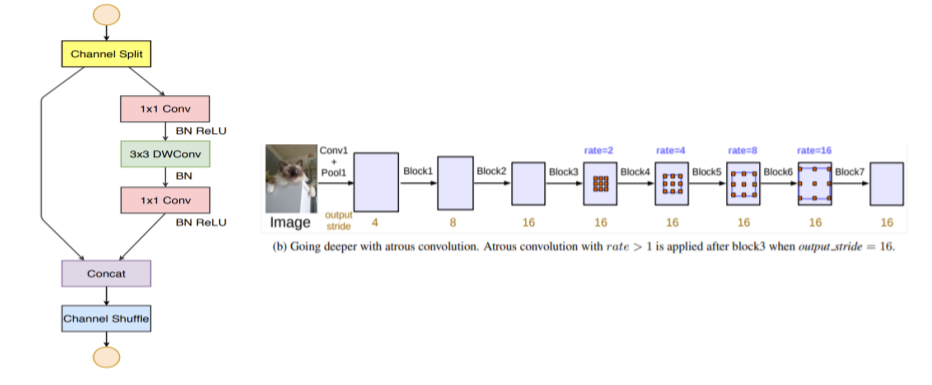 Channel Split
1x1 Conv
BN ReLU
3x3 DWConv
BN
1x1 Conv
BN ReLU
Concat
Channel Shuffle
rate=2 rate=4 rate=8 rate=16
Conv1
+
Pool1
Block1 Block2 Block3 Block4 Block5 Block6 Block7
Image
output
stride
4 8 16 16 16 16 16 16
(b) Going deeper with atrous convolution. Atrous convolution with rate > 1 is applied after block3 when output_stride = 16.